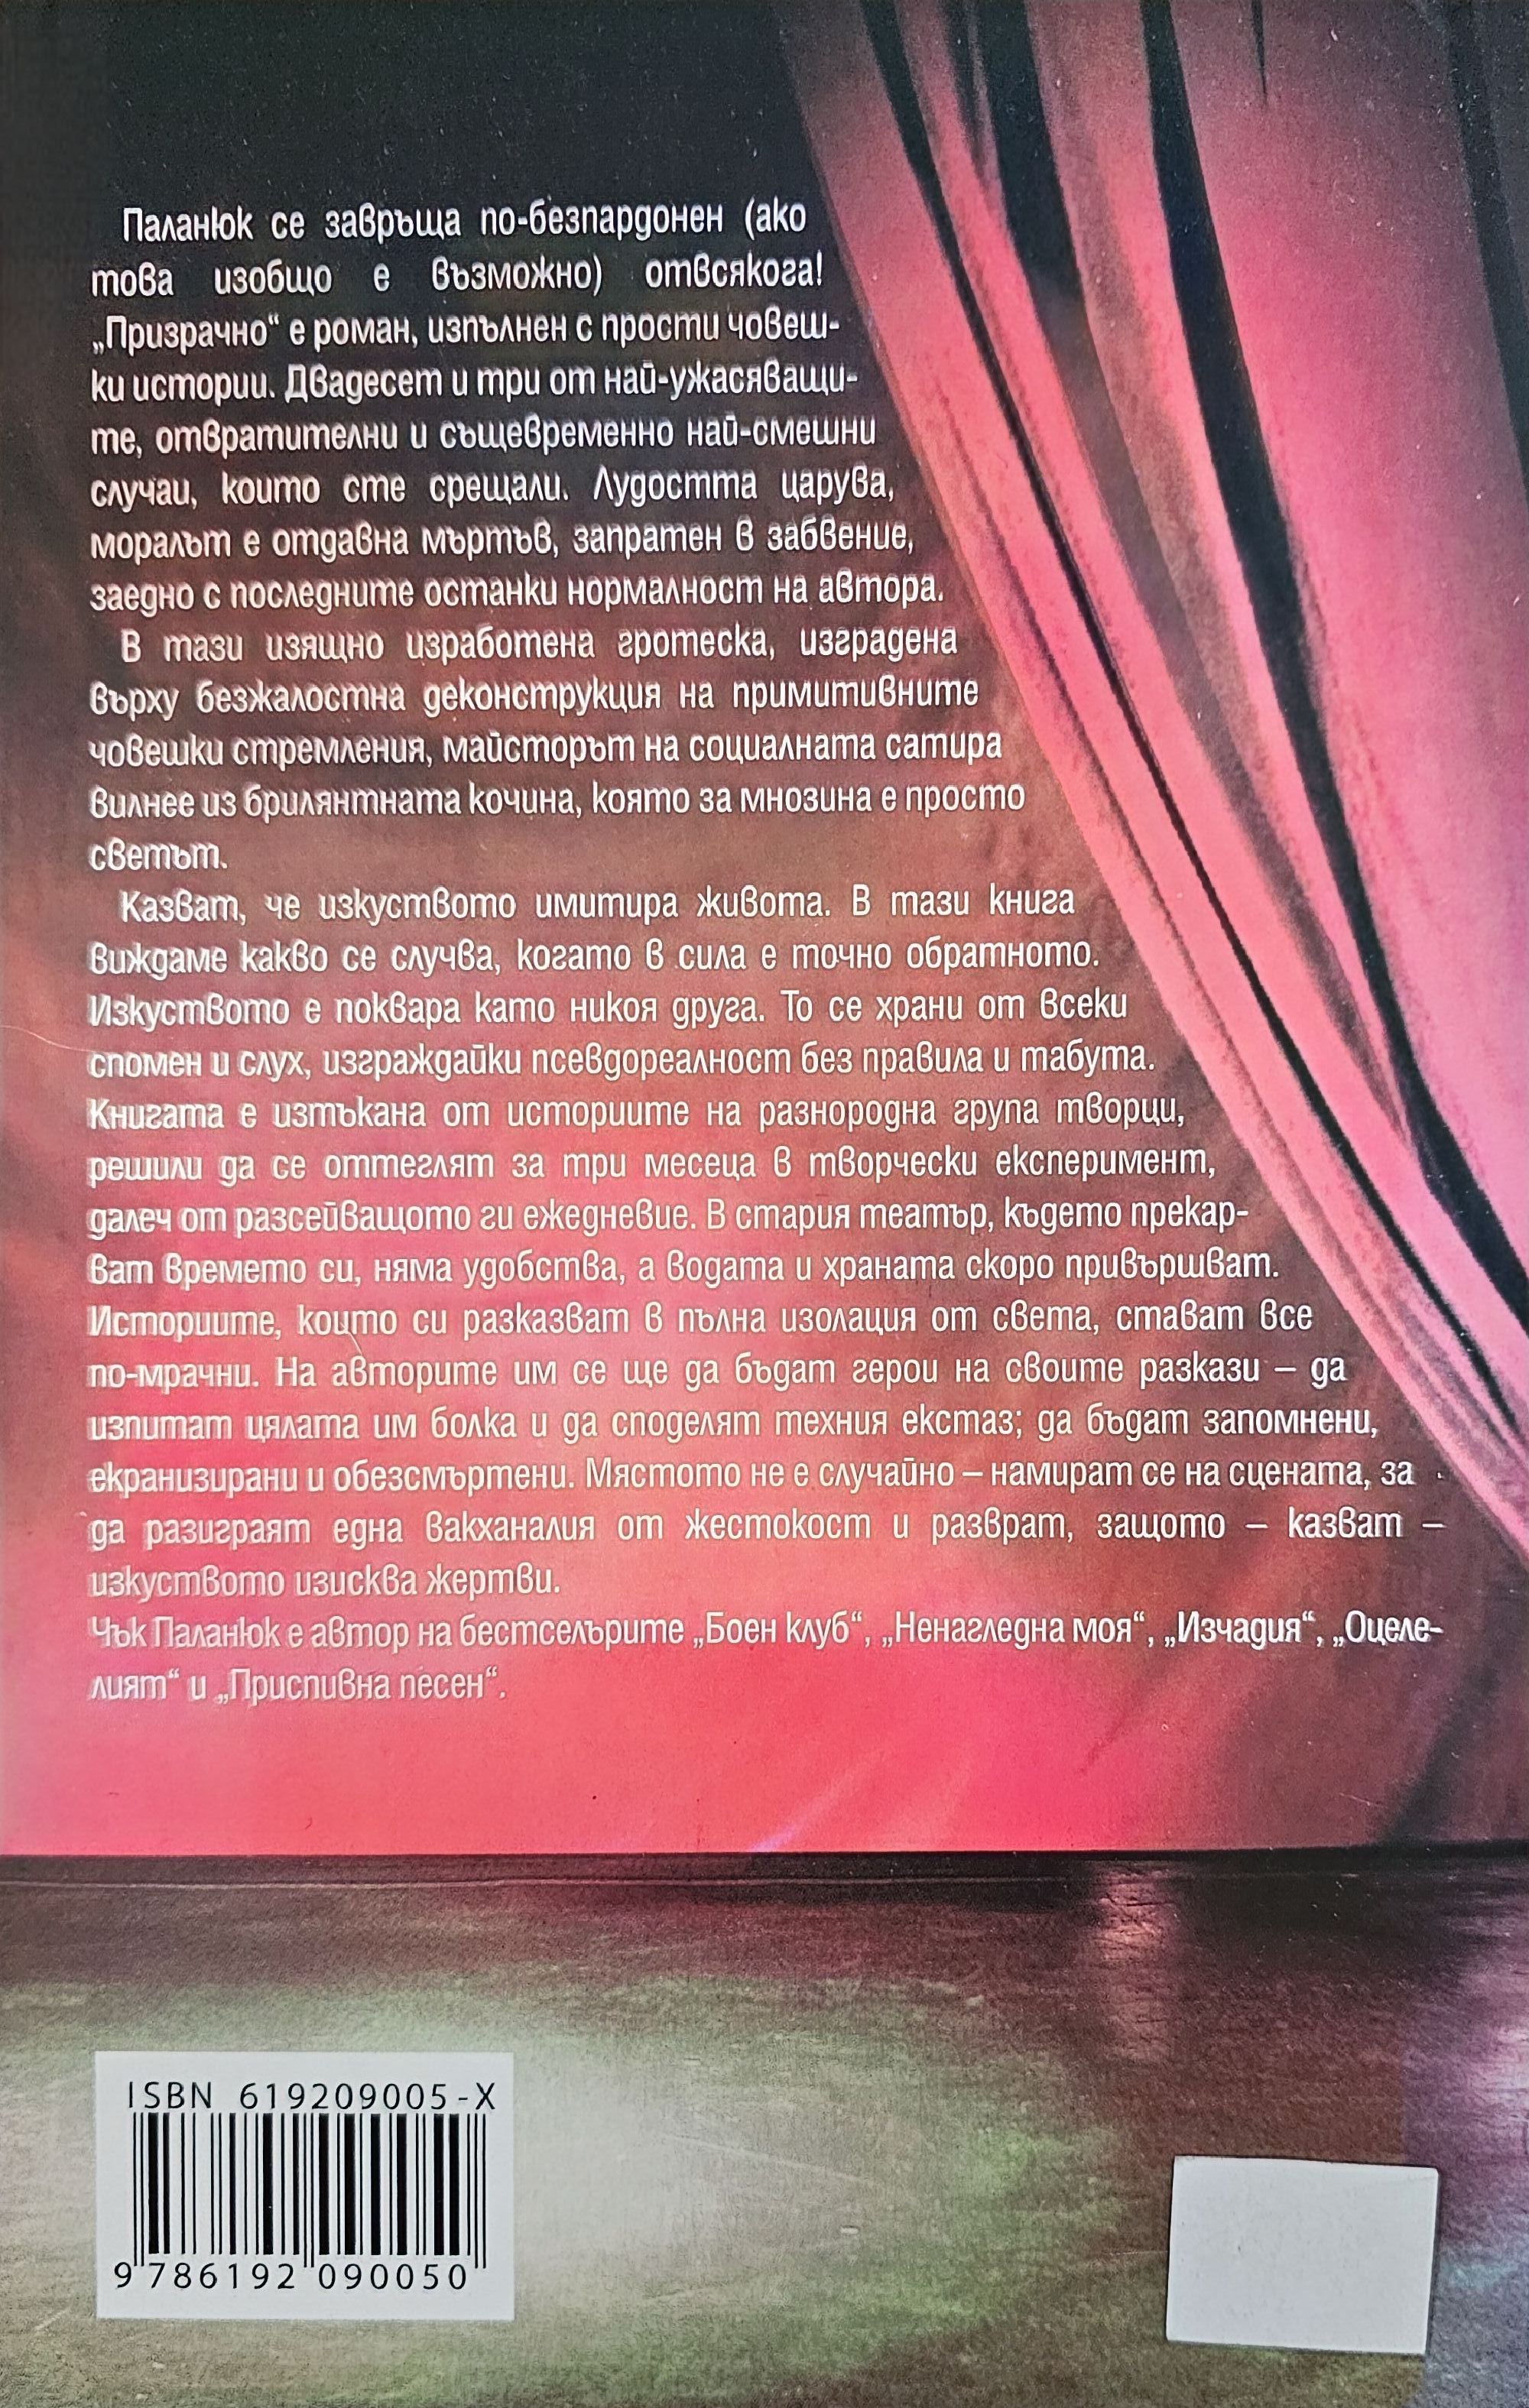 Паланюк се завръща по-безпардонен (ако
това изобщо е възможно) отвсякога!
„Призрачно“ е роман, изпълнен с прости човеш-
ки истории. Двадесет и три от най-ужасяващи-
те, отвратителни и същевременно най-смешни
случаи, които сте срещали. Лудостта царува,
моралът е отдавна мъртъв, запратен в забвение,
заедно с последните останки нормалност на автора.
В тази изящно изработена гротеска, изградена
върху безжалостна деконструкция на примитивните
човешки стремления, майсторът на социалната сатира
вилнее из брилянтната кочина, която за мнозина е просто
светът.
Казват, че изкуството имитира живота. В тази книга
виждаме какво се случва, когато в сила е точно обратното.
Изкуството е поквара като никоя друга. То се храни от всеки
спомен и слух, изграждайки псевдореалност без правила и табута.
Книгата е изтъкана от историите на разнородна група творци,
решили да се оттеглят за три месеца в творчески експеримент,
далеч от разсейващото ги ежедневие. В стария театър, където прекар-
ват времето си, няма удобства, а водата и храната скоро привършват.
Историите, които си разказват в пълна изолация от света, стават все
по-мрачни. На авторите им се ще да бъдат герои на своите разкази – да
изпитат цялата им болка и да споделят техния екстаз; да бъдат запомнени,
екранизирани и обезсмъртени. Мястото не е случайно – намират се на сцената, за
да разиграят една вакханалия от жестокост и разврат, защото – казват –
изкуството изисква жертви.
Чък Паланюк е автор на бестселърите „Боен клуб“, „Ненагледна моя“, „Изчадия“, „Оцеле-
лият“ и „Приспивна песен“.
ISBN 619209005-X
9 786192 090050